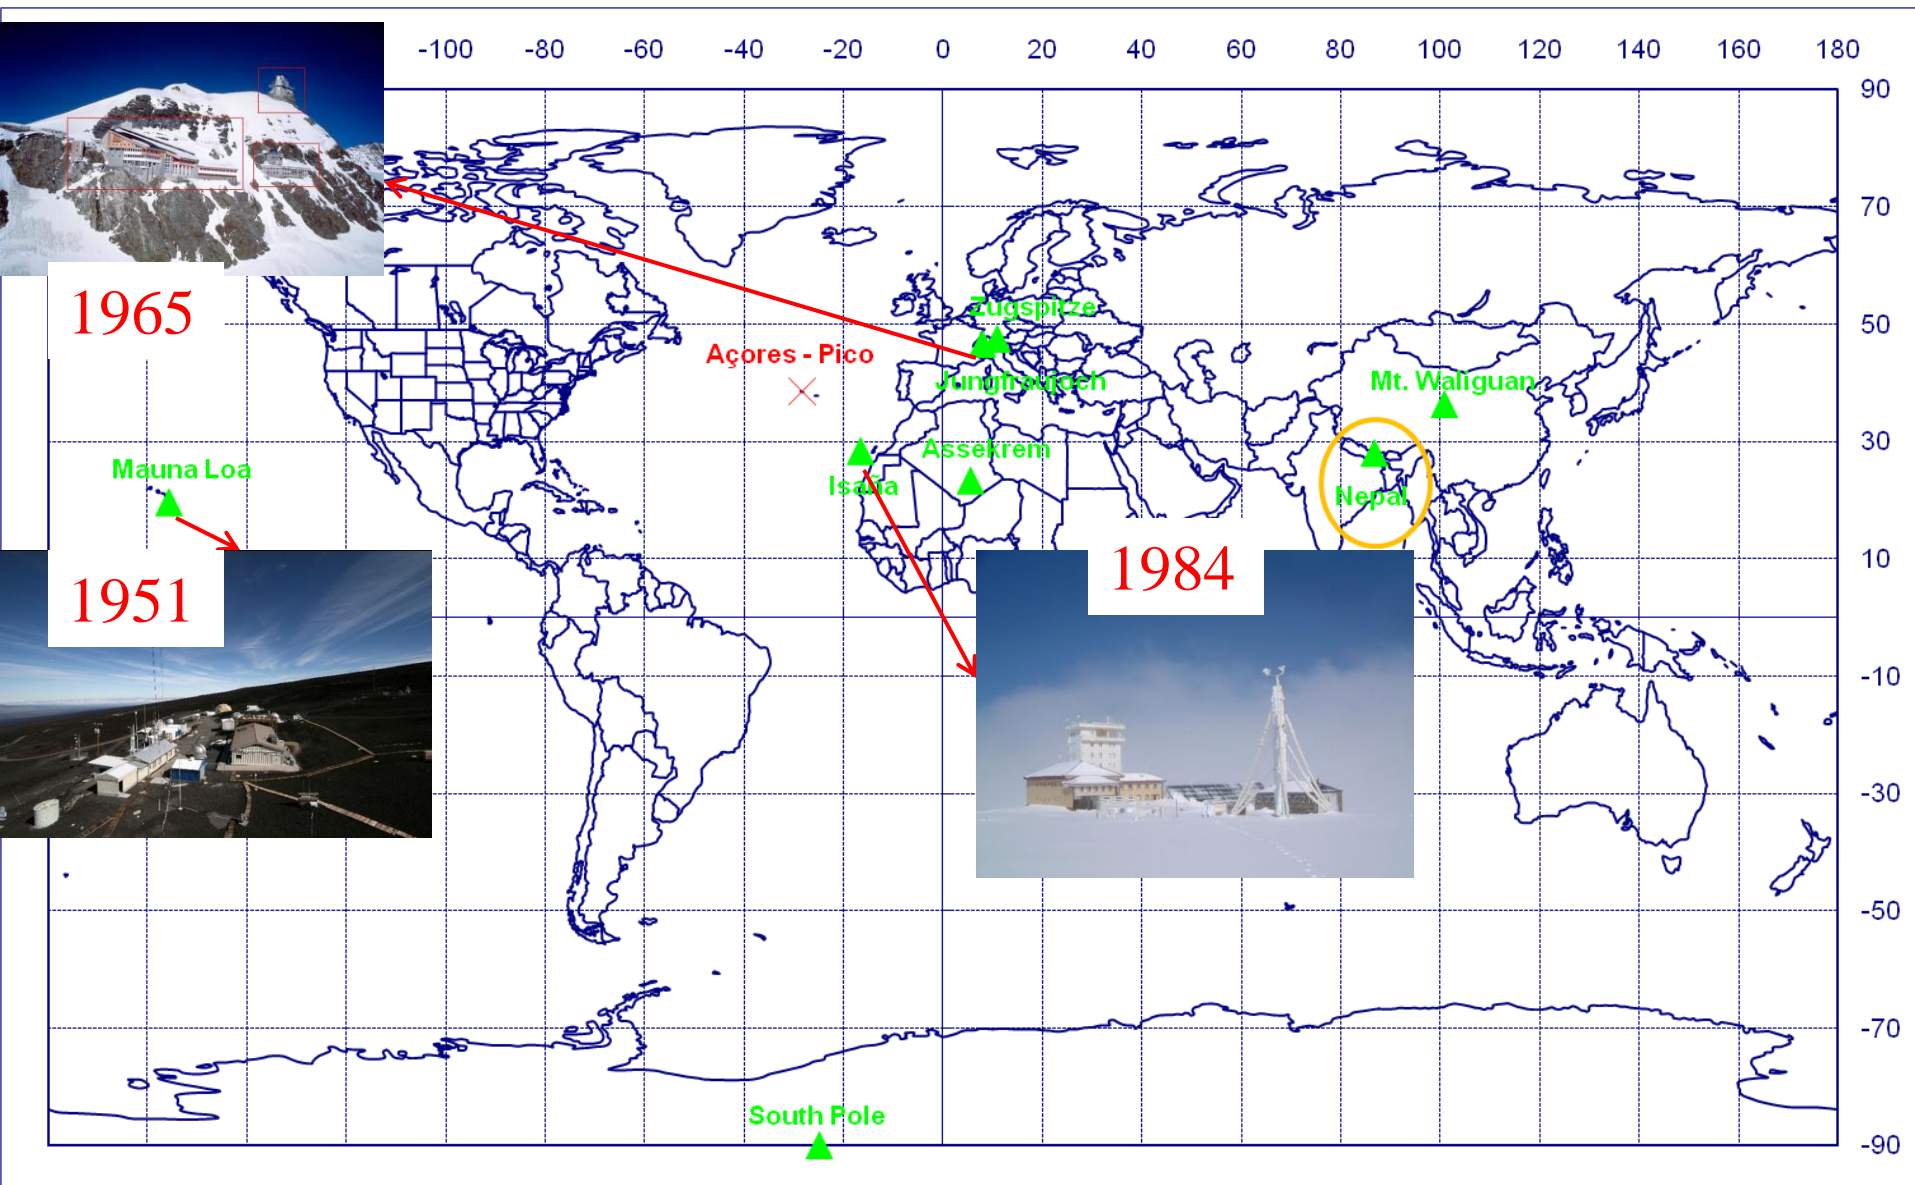 -100 -80 -60 -40 -20 0 20 40 60 80 100 120 140 160 180
90
70
Zugspitze
1965
50
Açores - Pico
Jungfraujoch
Mt. Waliguan
30
Assekrem
Mauna Loa
Isaña
Nepal
10
1984
1951
-10
-30
-50
-70
South Pole
-90